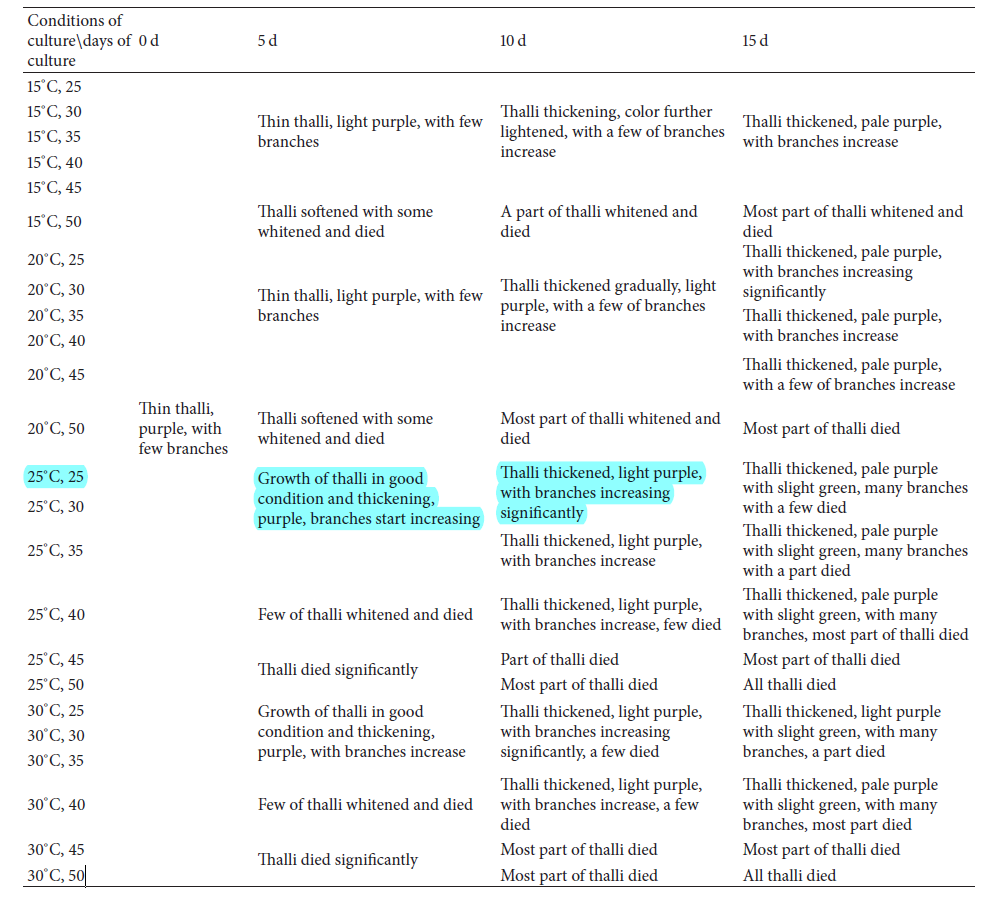 Conditions of
culture\days of 0 d 5 d 10 d 15 d
culture
15°C, 25
15°C, 30
15°C, 35
15°C, 40
15°C, 45
Thin thalli, light purple, with few
branches
Thalli thickening, color further
lightened, with a few of branches
increase
Thalli thickened, pale purple,
with branches increase
15°C, 50
Thalli softened with some
whitened and died
A part of thalli whitened and
died
Most part of thalli whitened and
died
20°C, 25
20°C, 30
20°C, 35
20°C, 40
20°C, 45
Thin thalli, light purple, with few
branches
Thalli thickened gradually, light
purple, with a few of branches
increase
Thalli thickened, pale purple,
with branches increasing
significantly
Thalli thickened, pale purple,
with branches increase
Thalli thickened, pale purple,
with a few of branches increase
20°C, 50
Thin thalli,
purple, with
few branches
Thalli softened with some
whitened and died
Most part of thalli whitened and
died
Most part of thalli died
25°C, 25
25°C, 30
25°C, 35
Growth of thalli in good
condition and thickening,
purple, branches start increasing
Thalli thickened, light purple,
with branches increasing
significantly
Thalli thickened, light purple,
with branches increase
Thalli thickened, pale purple
with slight green, many branches
with a few died
Thalli thickened, pale purple
with slight green, many branches
with a part died
25°C, 40
Few of thalli whitened and died
Thalli thickened, light purple,
with branches increase, few died
Thalli thickened, pale purple
with slight green, with many
branches, most part of thalli died
25°C, 45
25°C, 50
Thalli died significantly
Part of thalli died
Most part of thalli died
Most part of thalli died
All thalli died
30°C, 25
30°C, 30
30°C, 35
Growth of thalli in good
condition and thickening,
purple, with branches increase
Thalli thickened, light purple,
with branches increasing
significantly, a few died
Thalli thickened, light purple
with slight green, with many
branches, a part died
30°C, 40
Few of thalli whitened and died
Thalli thickened, light purple,
with branches increase, a few
died
Thalli thickened, pale purple
with slight green, with many
branches, most part died
30°C, 45
30°C, 50
Thalli died significantly
Most part of thalli died
Most part of thalli died
Most part of thalli died
All thalli died